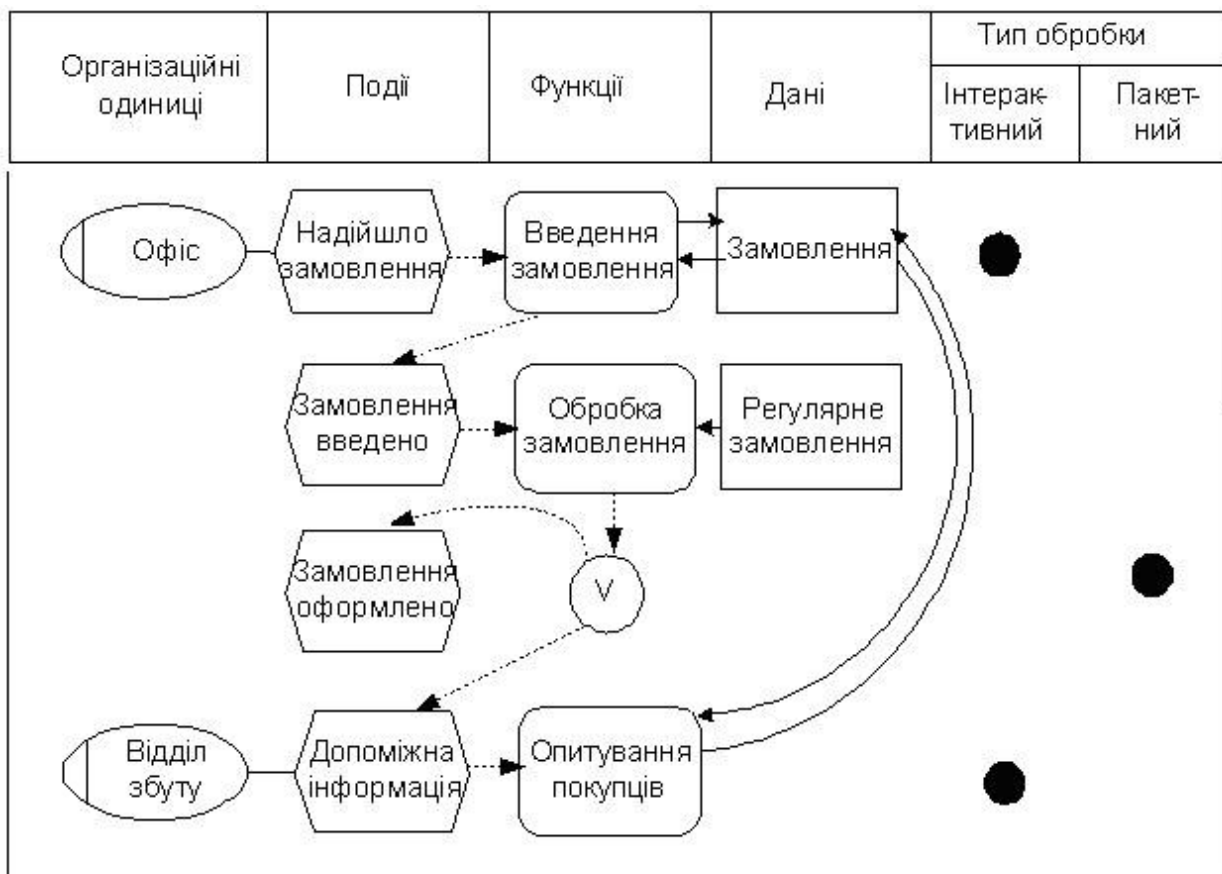 Організаційні
одиниці
Події
Функції
Дані
Тип обробки
Інтерак-
тивний
Пакет-
ний
Офіс
Надійшло
замовлення
Введення
замовлення
Замовлення
Замовлення
введено
Обробка
замовлення
Регулярне
замовлення
Замовлення
оформлено
V
Відділ
збуту
Допоміжна
інформація
Опитування
покупців